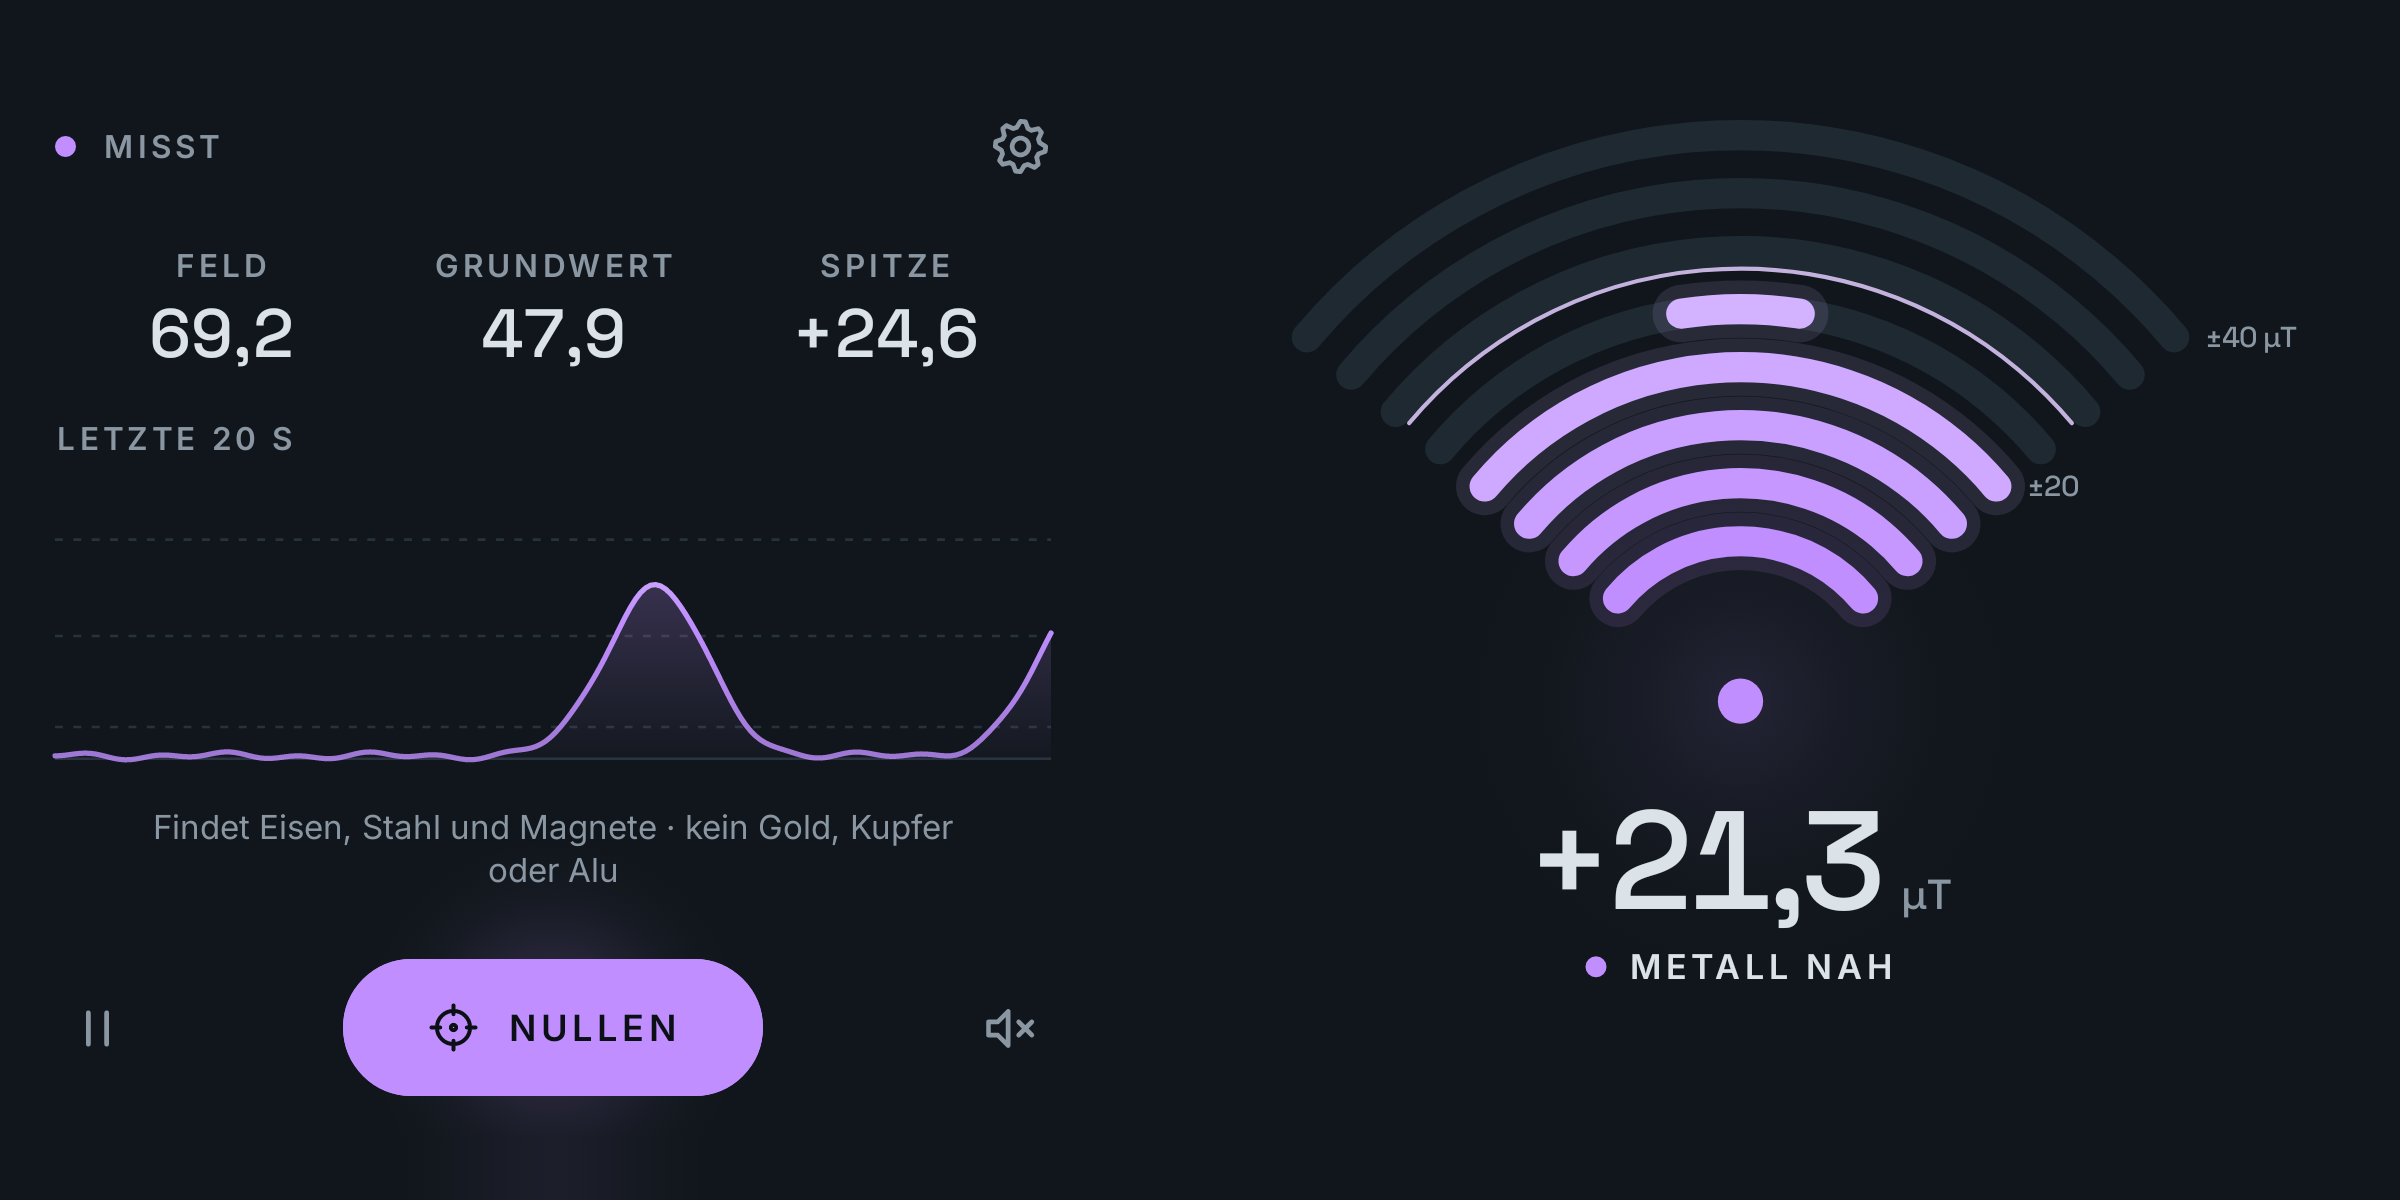 MISST
FELD
69,2
GRUNDWERT
47,9
SPITZE
+24,6
LETZTE 20 S
Findet Eisen, Stahl und Magnete · kein Gold, Kupfer
oder Alu
NULLEN
±40 µT
±20
+21,3 µT
METALL NAH